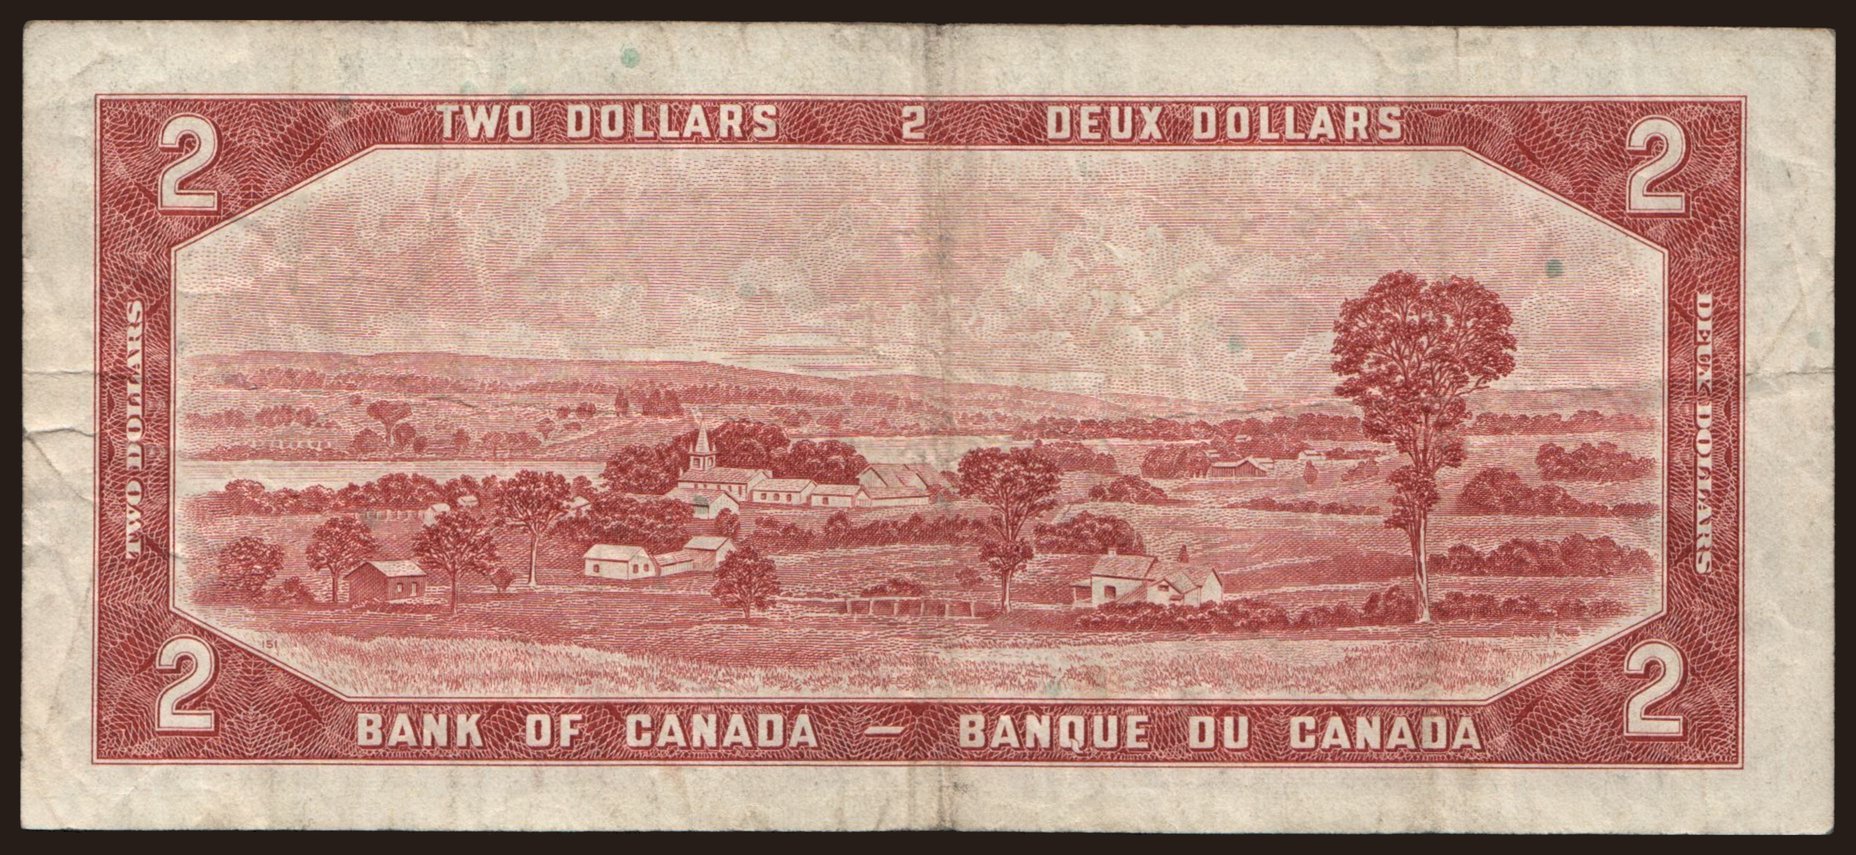 TWO DOLLARS 2 DEUX DOLLARS
2 2
TWO DOLLARS
DEUX DOLLARS
151
2 2
BANK OF CANADA — BANQUE DU CANADA